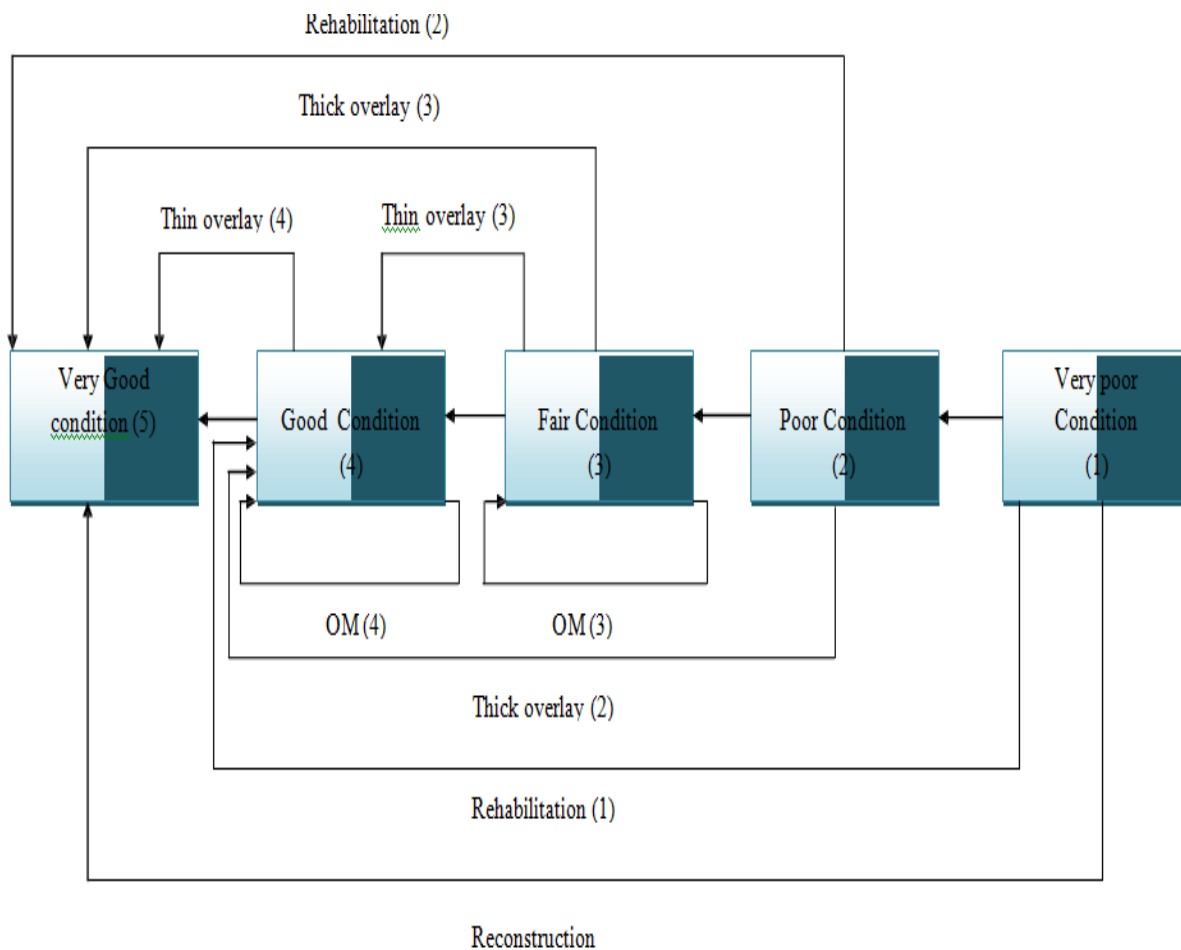 Rehabilitation (2)
Thick overlay (3)
Thin overlay (4)
Thin overlay (3)
Very Good
condition (5)
Good Condition
(4)
Fair Condition
(3)
Poor Condition
(2)
Very poor
Condition
(1)
OM (4)
OM (3)
Thick overlay (2)
Rehabilitation (1)
Reconstruction